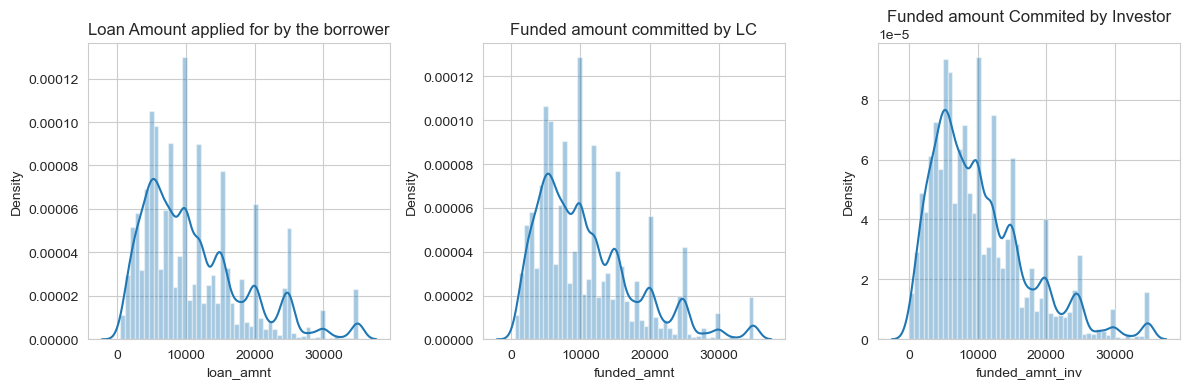 Loan Amount applied for by the borrower
0.00012
0.00010
0.00008
0.00006
0.00004
0.00002
0.00000
Density
0 10000 20000 30000
loan_amnt
Funded amount committed by LC
0.00012
0.00010
0.00008
0.00006
0.00004
0.00002
0.00000
Density
0 10000 20000 30000
funded_amnt
Funded amount Commited by Investor
1e−5
8
6
4
2
0
Density
0 10000 20000 30000
funded_amnt_inv